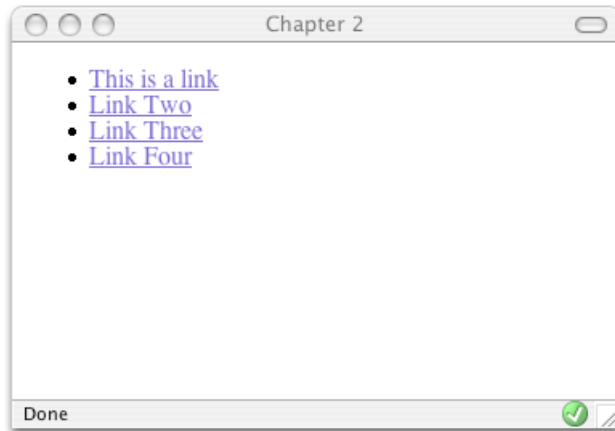 Chapter 2
This is a link
Link Two
Link Three
Link Four
Done